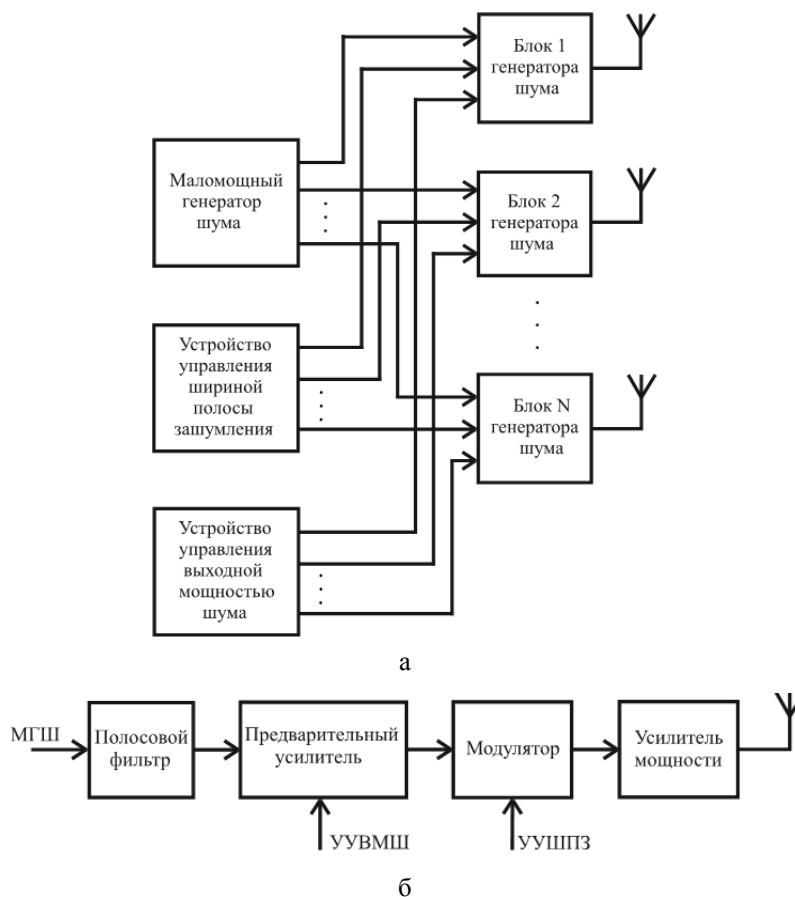 Блок 1
генератора
шума
Маломощный
генератор
шума
Блок 2
генератора
шума
Устройство
управления
шириной
полосы
зашумления
Блок N
генератора
шума
Устройство
управления
выходной
мощностью
шума
а
МГШ
Полосовой
фильтр
Предварительный
усилитель
Модулятор
Усилитель
мощности
УУВМШ
УУШПЗ
б